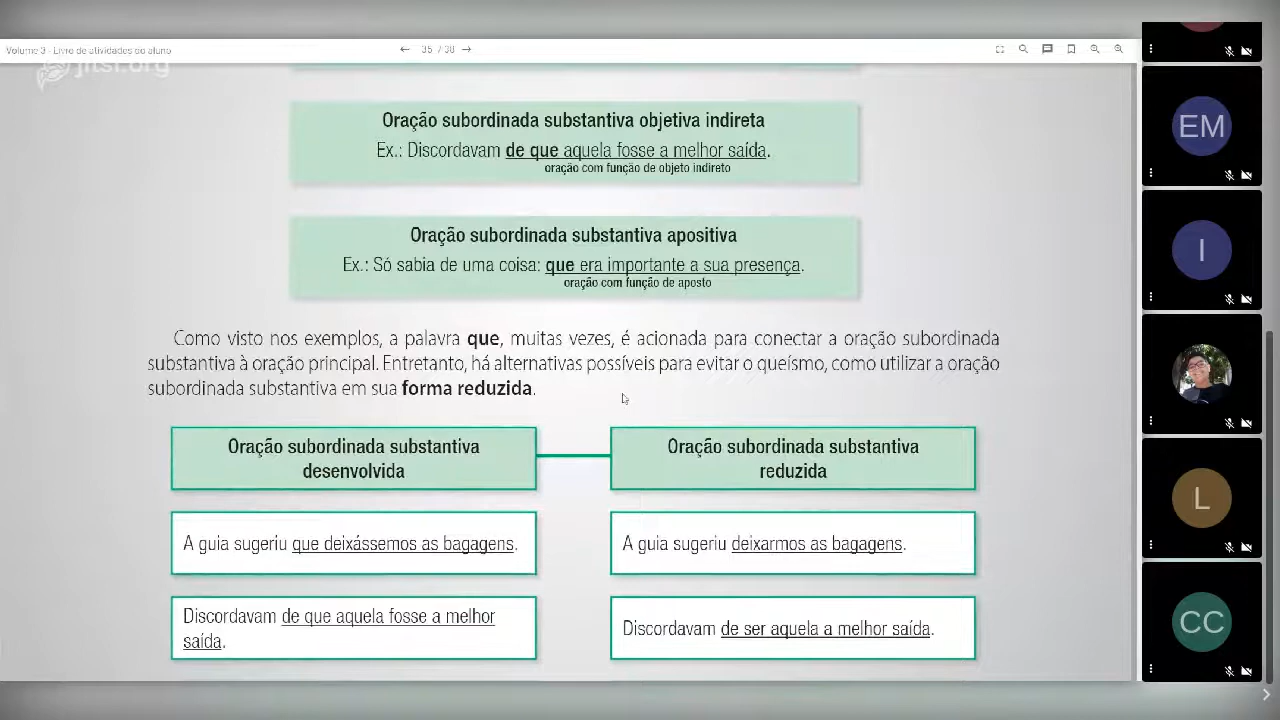 Volume 3 - Livro de atividades do aluno
35 / 38
jitsi.org
Oração subordinada substantiva objetiva indireta
Ex.: Discordavam de que aquela fosse a melhor saída.
oração com função de objeto indireto
Oração subordinada substantiva apositiva
Ex.: Só sabia de uma coisa: que era importante a sua presença.
oração com função de aposto
Como visto nos exemplos, a palavra que, muitas vezes, é acionada para conectar a oração subordinada
substantiva à oração principal. Entretanto, há alternativas possíveis para evitar o queísmo, como utilizar a oração
subordinada substantiva em sua forma reduzida.
Oração subordinada substantiva
desenvolvida
Oração subordinada substantiva
reduzida
A guia sugeriu que deixássemos as bagagens.
A guia sugeriu deixarmos as bagagens.
Discordavam de que aquela fosse a melhor
saída.
Discordavam de ser aquela a melhor saída.
EM
I
L
CC